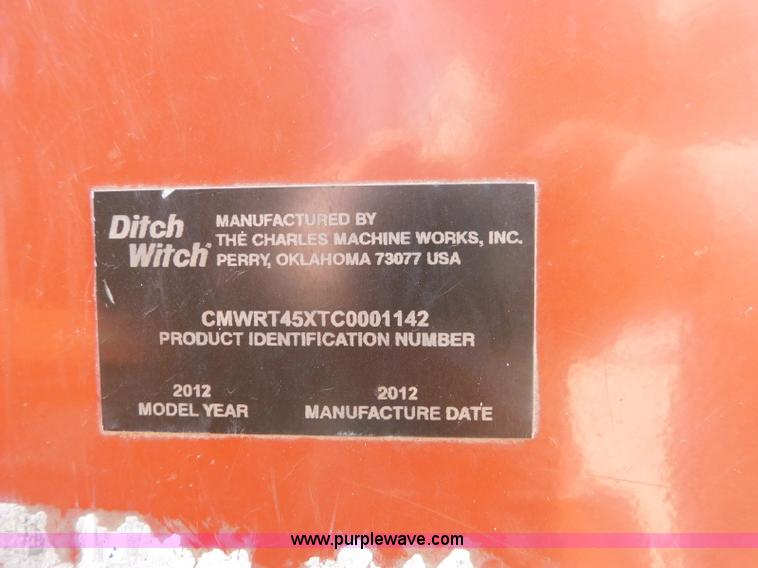 Ditch Witch®
MANUFACTURED BY
THE CHARLES MACHINE WORKS, INC.
PERRY, OKLAHOMA 73077 USA
CMWRT45XTC0001142
PRODUCT IDENTIFICATION NUMBER
2012
MODEL YEAR
2012
MANUFACTURE DATE
www.purplewave.com